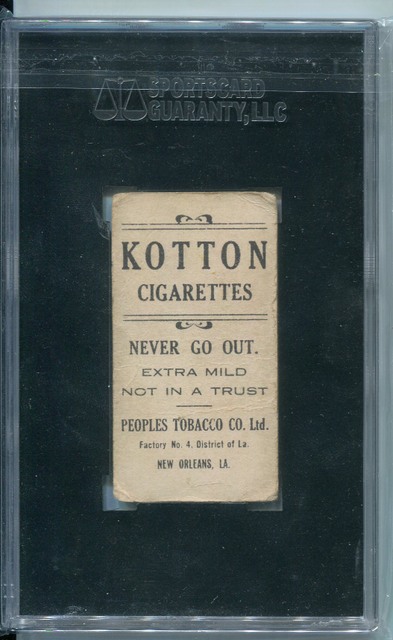 SPORTSCARD
GUARANTY, LLC
KOTTON
CIGARETTES
NEVER GO OUT.
EXTRA MILD
NOT IN A TRUST
PEOPLES TOBACCO CO. Ltd.
Factory No. 4. District of La.
NEW ORLEANS, LA.